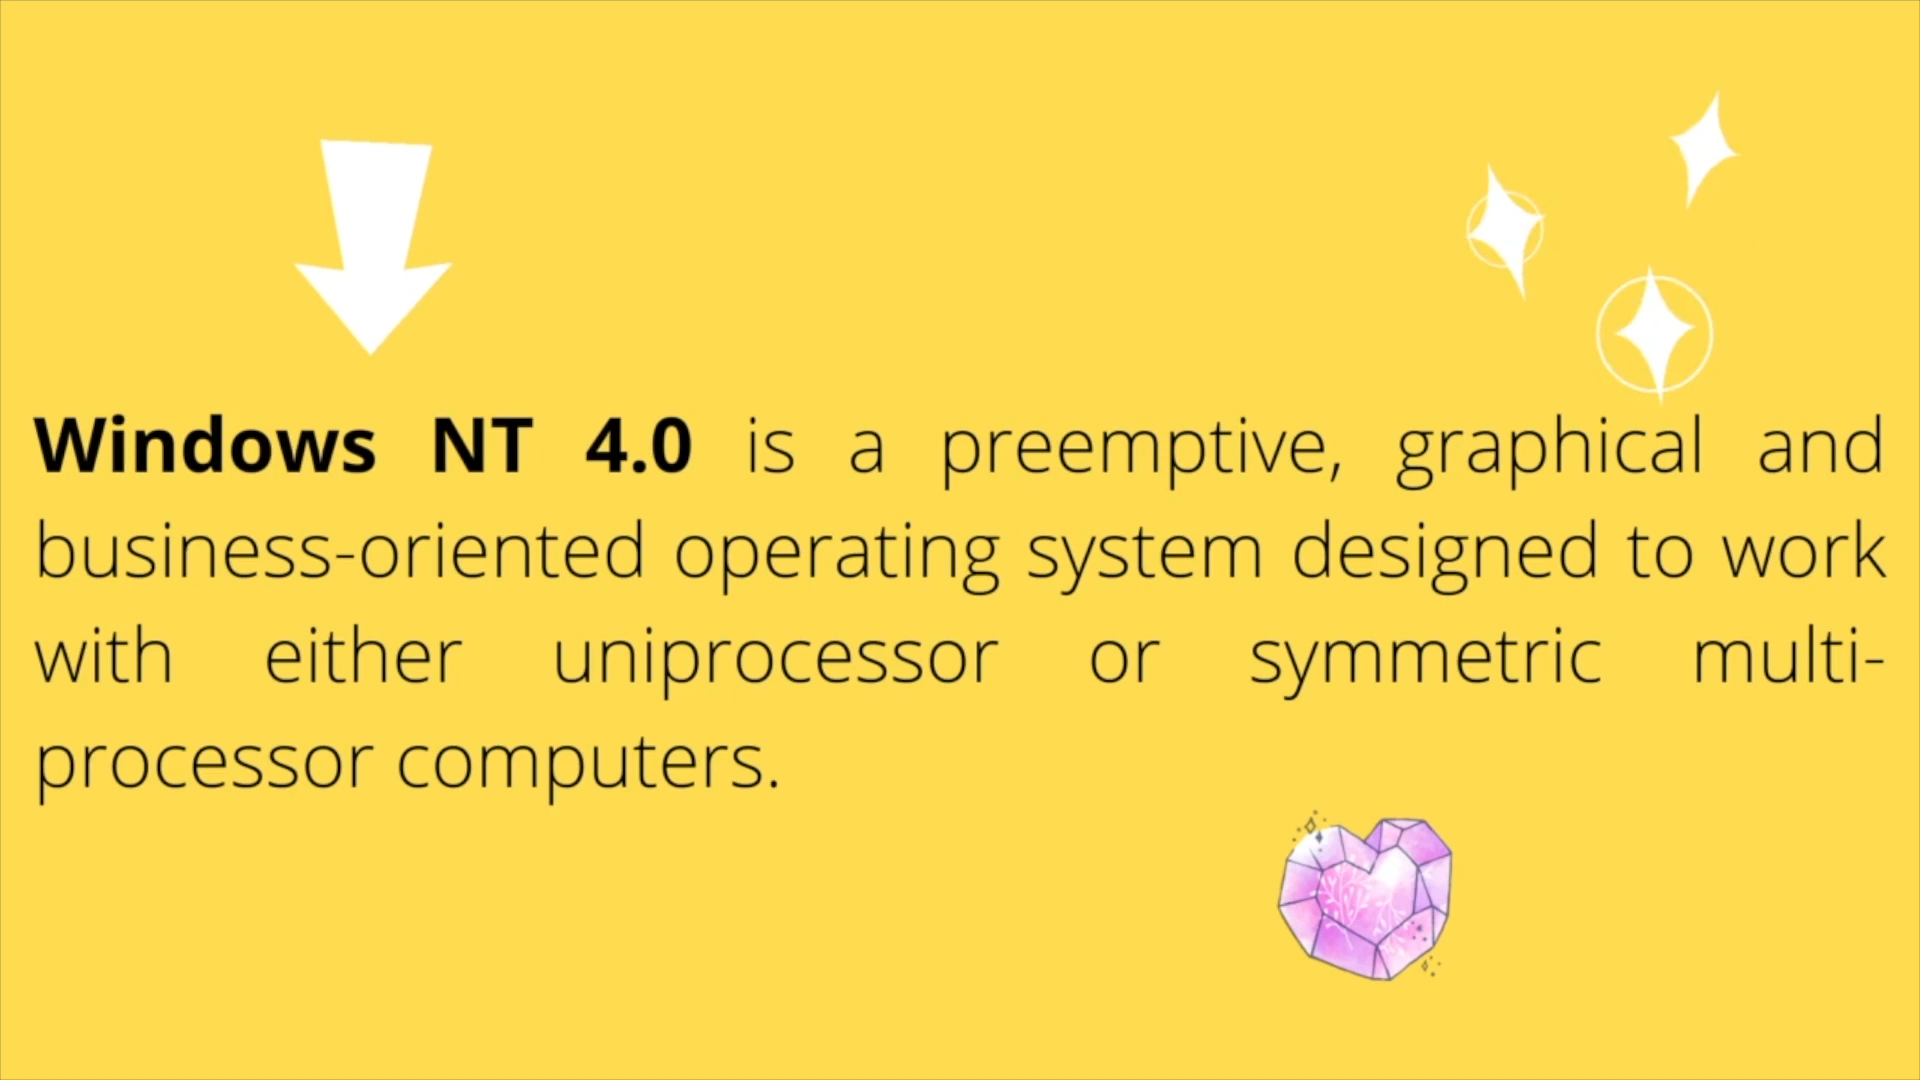 Windows NT 4.0 is a preemptive, graphical and
business-oriented operating system designed to work
with either uniprocessor or symmetric multi-
processor computers.